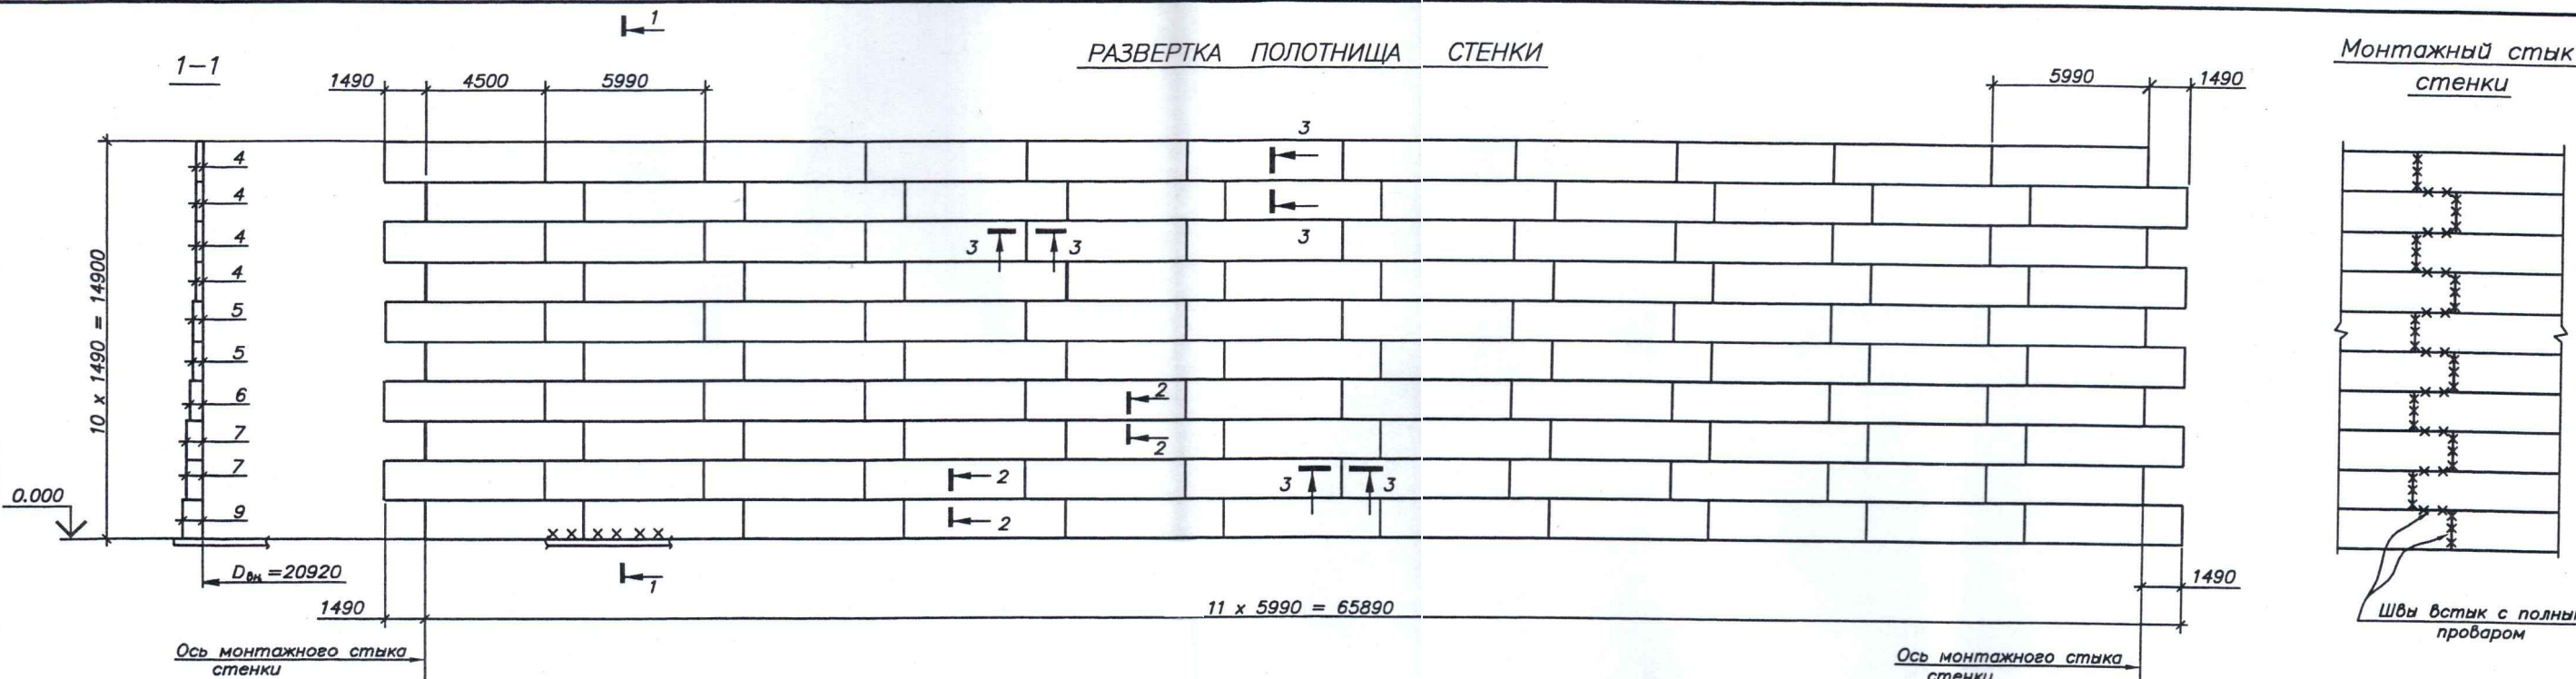 1
РАЗВЕРТКА ПОЛОТНИЩА СТЕНКИ
Монтажный стык
стенки
1-1
1490
4500
5990
5990
1490
3
3
3
3
4
4
4
4
5
5
6
7
7
9
10 x 1490 = 14900
0.000
2
2
2
2
3
3
Dвн.=20920
1
1490
11 x 5990 = 65890
1490
Ось монтажного стыка
стенки
Ось монтажного стыка
стенки
Швы встык с полны
проваром